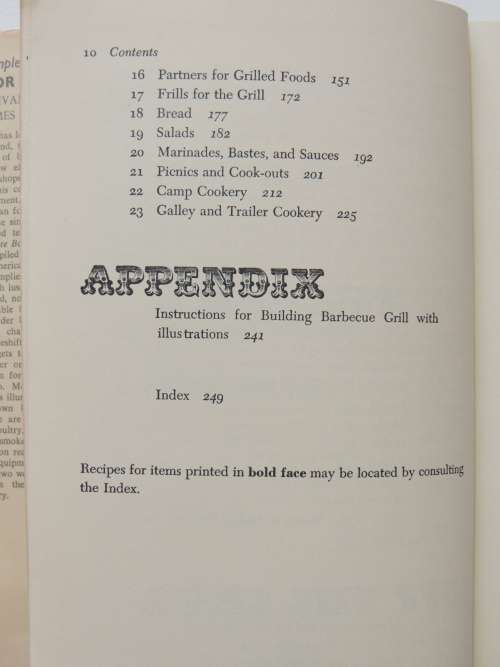 10 Contents
16 Partners for Grilled Foods 151
17 Frills for the Grill 172
18 Bread 177
19 Salads 182
20 Marinades, Bastes, and Sauces 192
21 Picnics and Cook-outs 201
22 Camp Cookery 212
23 Galley and Trailer Cookery 225
APPENDIX
Instructions for Building Barbecue Grill with
illustrations 241
Index 249
Recipes for items printed in bold face may be located by consulting
the Index.